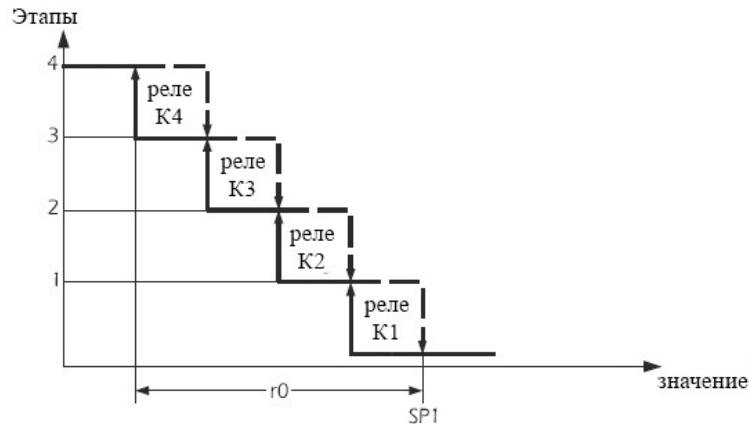 Этапы
4
реле
К4
3
реле
К3
2
реле
К2
1
реле
К1
значение
r0
SP1